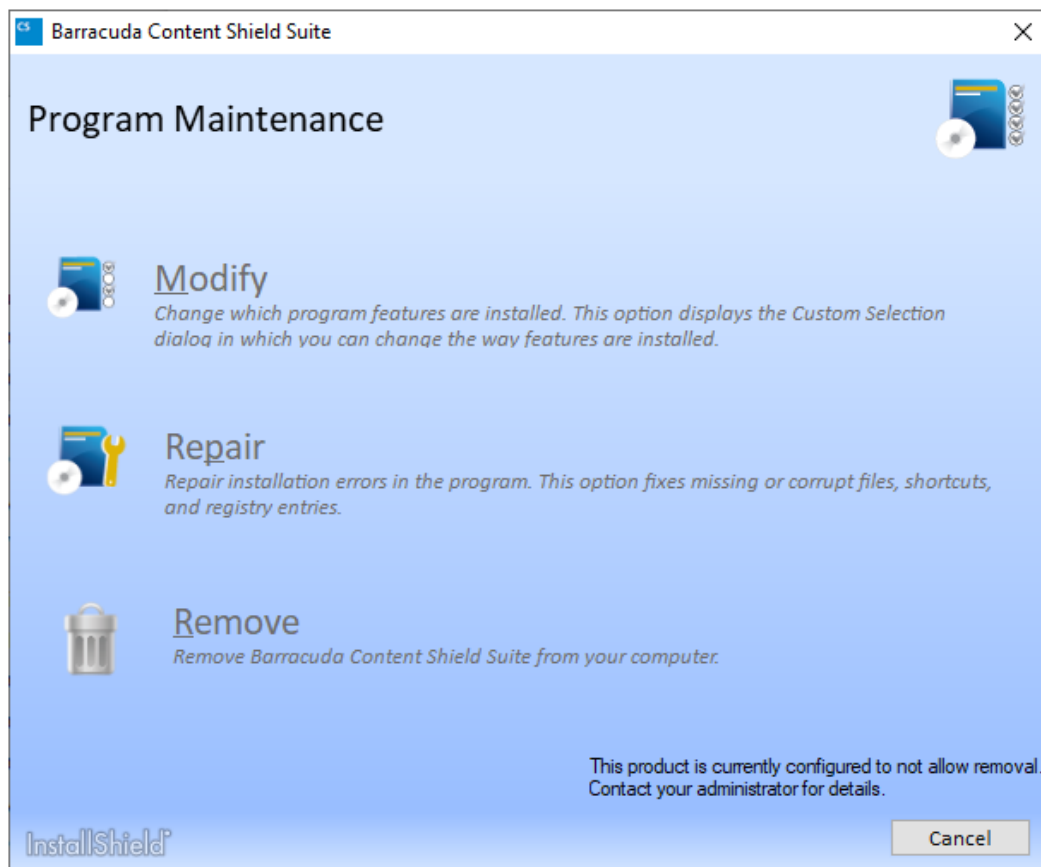 CS
Barracuda Content Shield Suite
Program Maintenance
Modify
Change which program features are installed. This option displays the Custom Selection
dialog in which you can change the way features are installed.
Repair
Repair installation errors in the program. This option fixes missing or corrupt files, shortcuts,
and registry entries.
Remove
Remove Barracuda Content Shield Suite from your computer.
This product is currently configured to not allow removal.
Contact your administrator for details.
InstallShield
Cancel